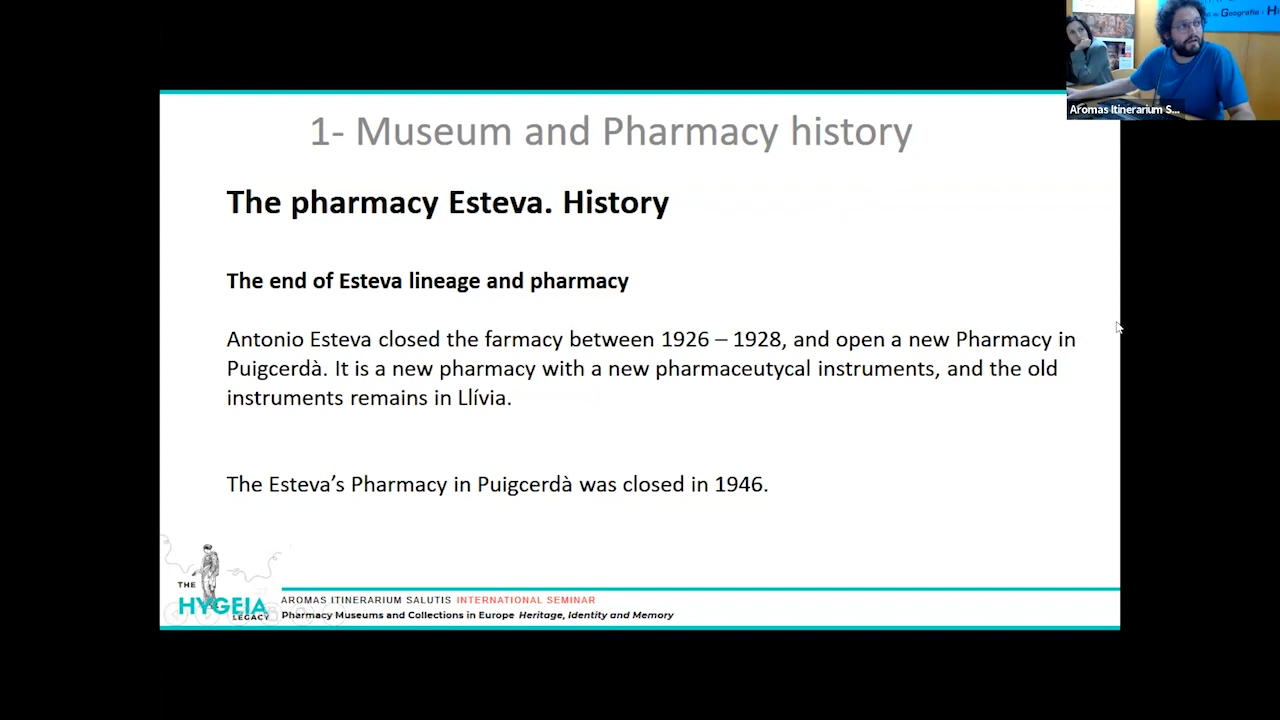 de Geografia i H
Aromas Itinerarium S...
1- Museum and Pharmacy history
The pharmacy Esteva. History
The end of Esteva lineage and pharmacy
Antonio Esteva closed the farmacy between 1926 – 1928, and open a new Pharmacy in
Puigcerdà. It is a new pharmacy with a new pharmaceutycal instruments, and the old
instruments remains in Llívia.
The Esteva’s Pharmacy in Puigcerdà was closed in 1946.
THE
HYGEIA
LEGACY
AROMAS ITINERARIUM SALUTIS INTERNATIONAL SEMINAR
Pharmacy Museums and Collections in Europe Heritage, Identity and Memory